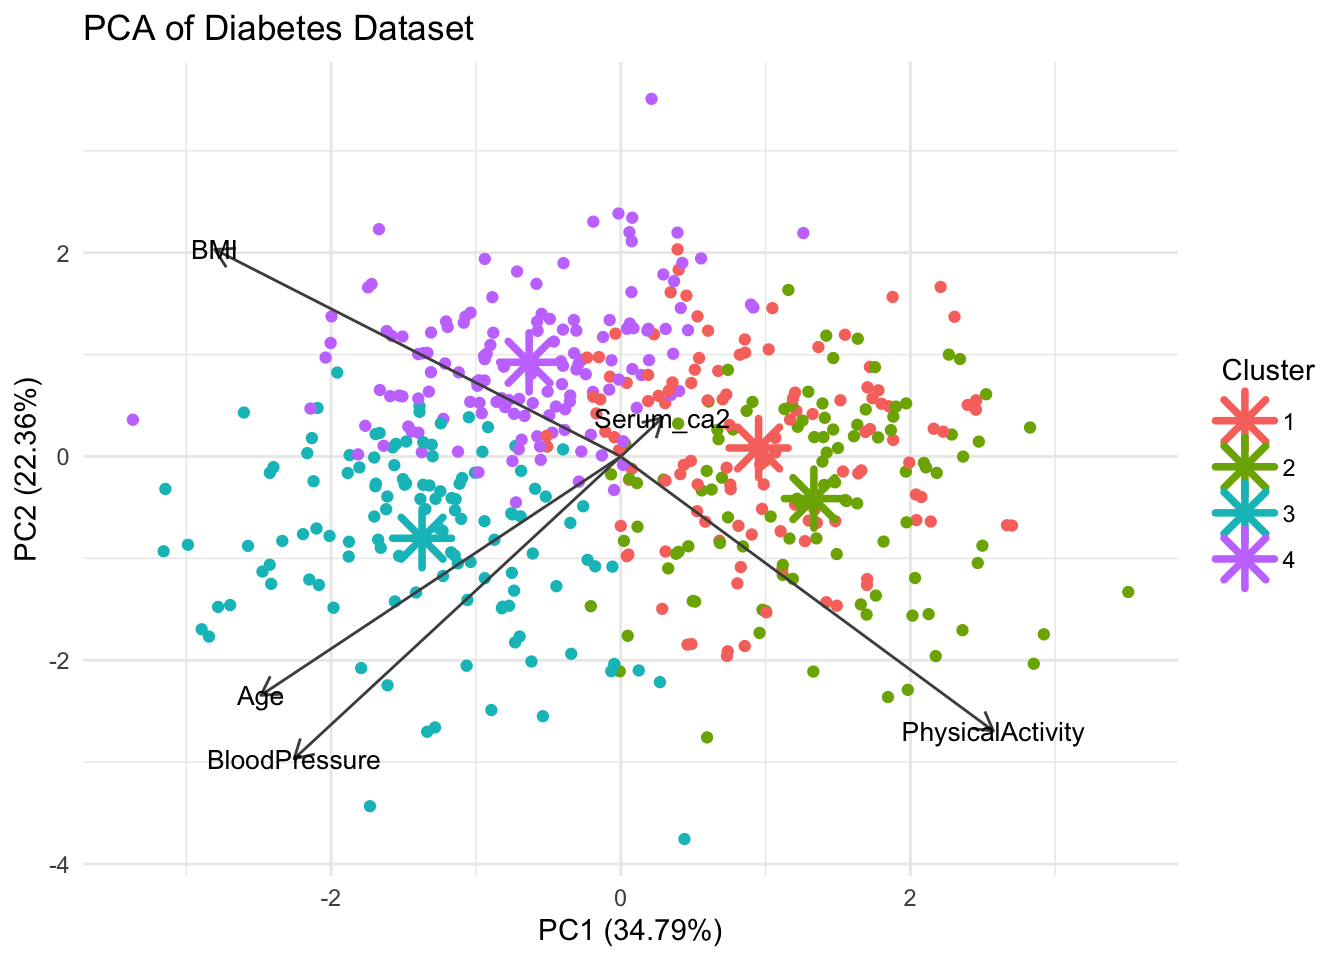 PCA of Diabetes Dataset
BMI
Serum_ca2
Age
BloodPressure
PhysicalActivity
2
0
-2
-4
PC2 (22.36%)
-2
0
2
PC1 (34.79%)
Cluster
1
2
3
4